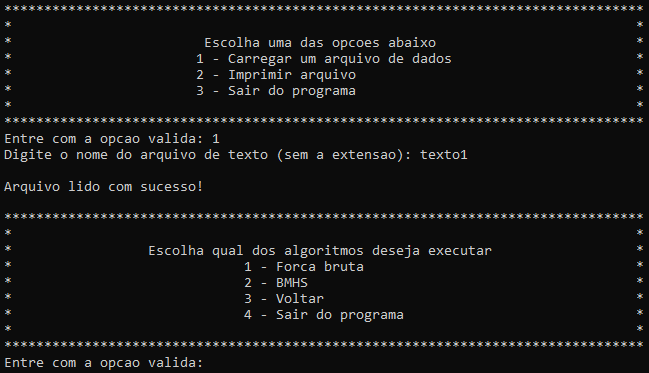 ********************************************************************************
*                                                                              *
*                        Escolha uma das opcoes abaixo                         *
*                       1 - Carregar um arquivo de dados                       *
*                       2 - Imprimir arquivo                                   *
*                       3 - Sair do programa                                   *
*                                                                              *
********************************************************************************
Entre com a opcao valida: 1
Digite o nome do arquivo de texto (sem a extensao): texto1
Arquivo lido com sucesso!
********************************************************************************
*                                                                              *
*                 Escolha qual dos algoritmos deseja executar                  *
*                             1 - Forca bruta                                  *
*                             2 - BMHS                                         *
*                             3 - Voltar                                       *
*                             4 - Sair do programa                             *
*                                                                              *
********************************************************************************
Entre com a opcao valida: